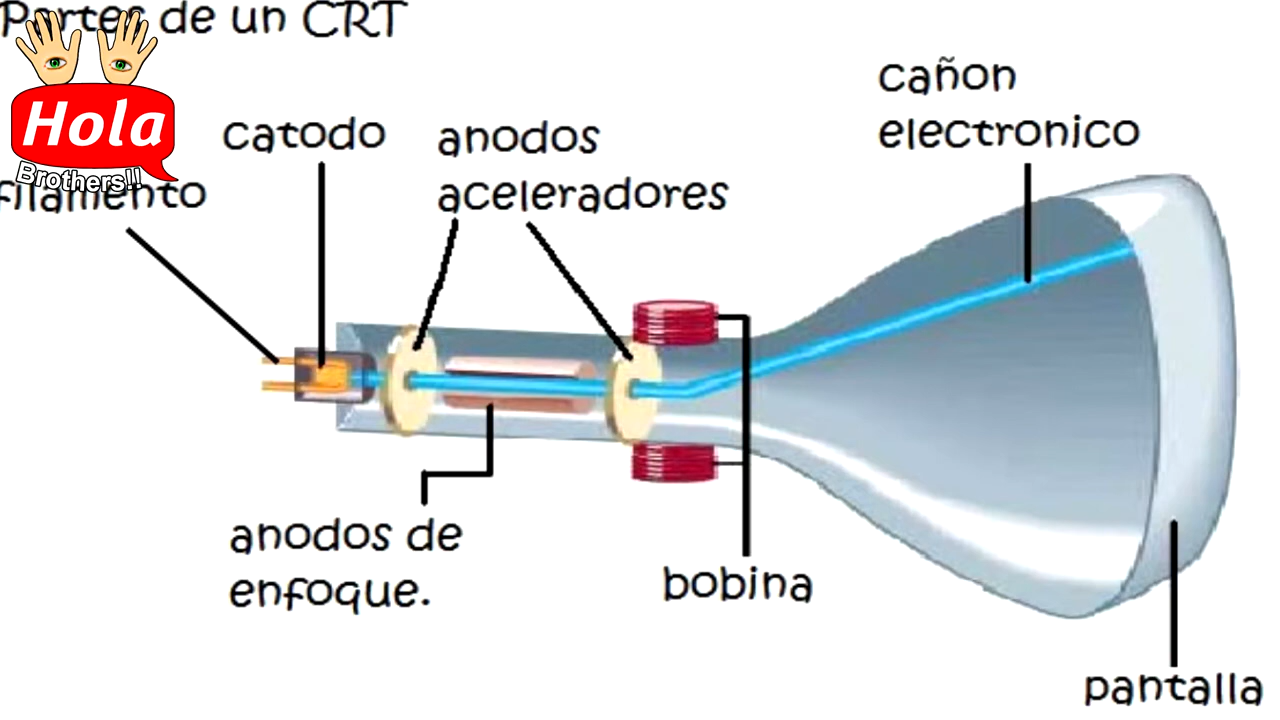 Partes de un CRT
Hola
Brothers!!
cañon
electronico
catodo
anodos
aceleradores
filamento
anodos de
enfoque.
bobina
pantalla